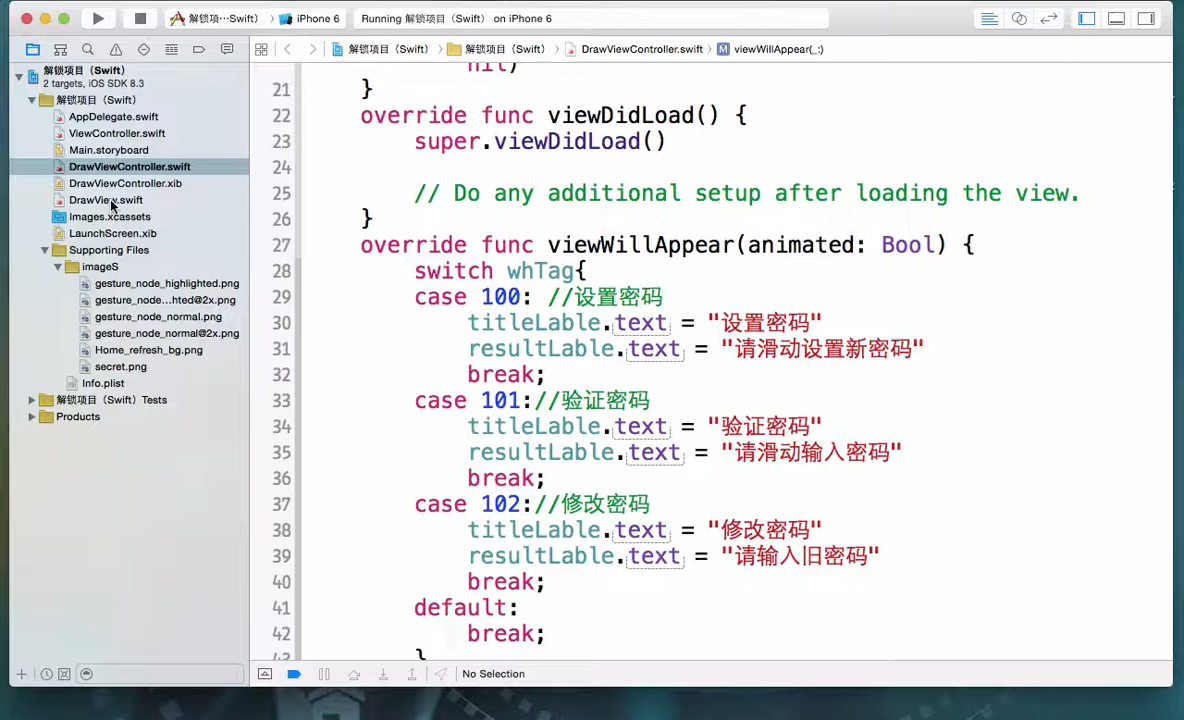 解锁项···Swift）
iPhone 6
Running 解锁项目（Swift） on iPhone 6
解锁项目（Swift）
解锁项目（Swift）
DrawViewController.swift
M viewWillAppear(_:)
解锁项目（Swift）
2 targets, iOS SDK 8.3
解锁项目（Swift）
AppDelegate.swift
ViewController.swift
Main.storyboard
DrawViewController.swift
DrawViewController.xib
DrawView.swift
Images.xcassets
LaunchScreen.xib
Supporting Files
imageS
gesture_node_highlighted.png
gesture_node...hted@2x.png
gesture_node_normal.png
gesture_node_normal@2x.png
Home_refresh_bg.png
secret.png
Info.plist
解锁项目（Swift）Tests
Products
21 }
22 override func viewDidLoad() {
23 super.viewDidLoad()
24
25 // Do any additional setup after loading the view.
26 }
27 override func viewWillAppear(animated: Bool) {
28 switch whTag{
29 case 100: //设置密码
30 titleLable.text = "设置密码"
31 resultLable.text = "请滑动设置新密码"
32 break;
33 case 101://验证密码
34 titleLable.text = "验证密码"
35 resultLable.text = "请滑动输入密码"
36 break;
37 case 102://修改密码
38 titleLable.text = "修改密码"
39 resultLable.text = "请输入旧密码"
40 break;
41 default:
42 break;
}
No Selection